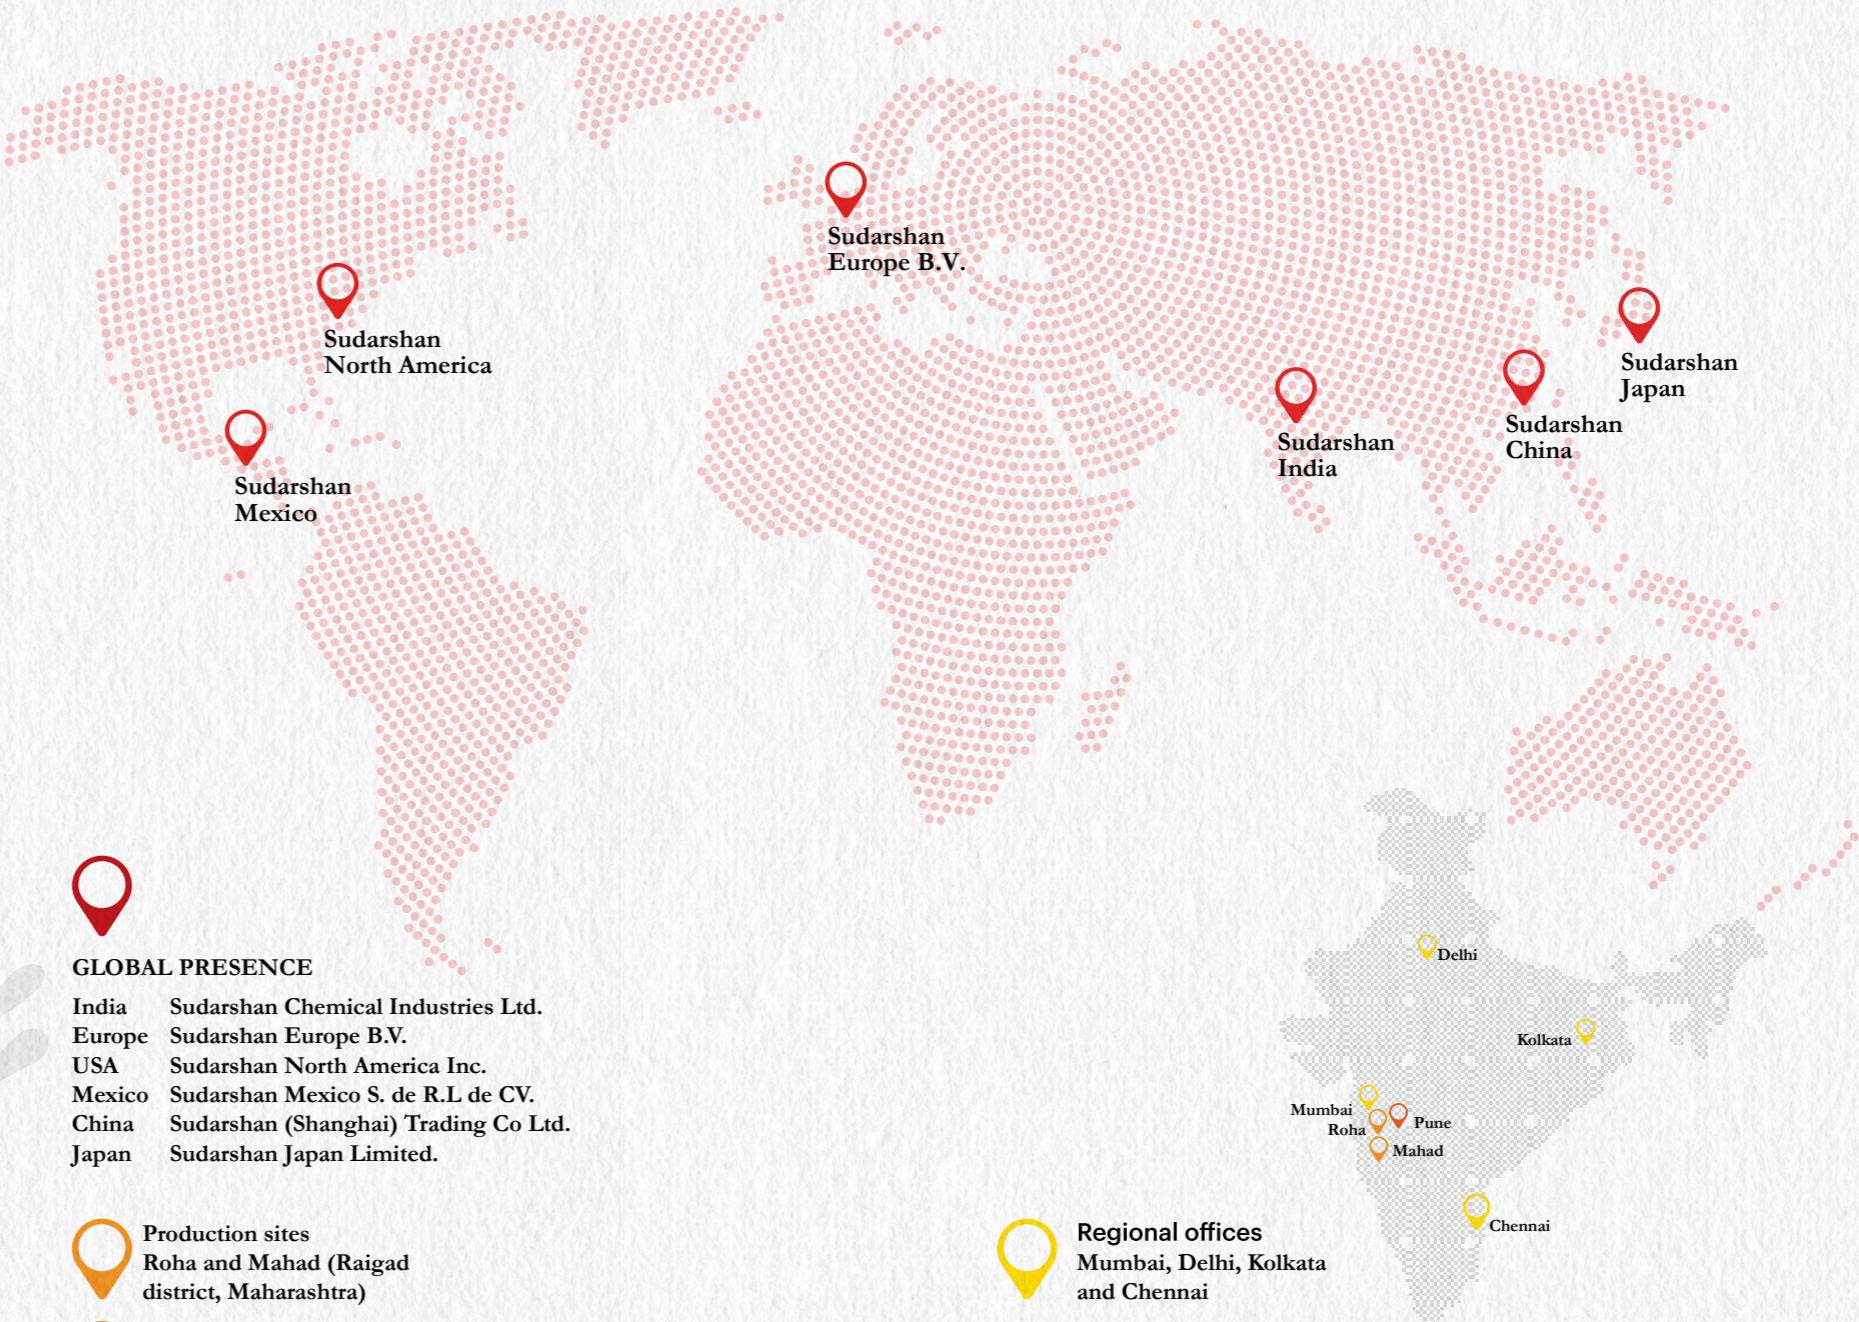 Sudarshan
Europe B.V.
Sudarshan
North America
Sudarshan
Japan
Sudarshan
China
Sudarshan
India
Sudarshan
Mexico
GLOBAL PRESENCE
India Sudarshan Chemical Industries Ltd.
Europe Sudarshan Europe B.V.
USA Sudarshan North America Inc.
Mexico Sudarshan Mexico S. de R.L de CV.
China Sudarshan (Shanghai) Trading Co Ltd.
Japan Sudarshan Japan Limited.
Production sites
Roha and Mahad (Raigad
district, Maharashtra)
Delhi
Kolkata
Mumbai
Roha
Pune
Mahad
Chennai
Regional offices
Mumbai, Delhi, Kolkata
and Chennai